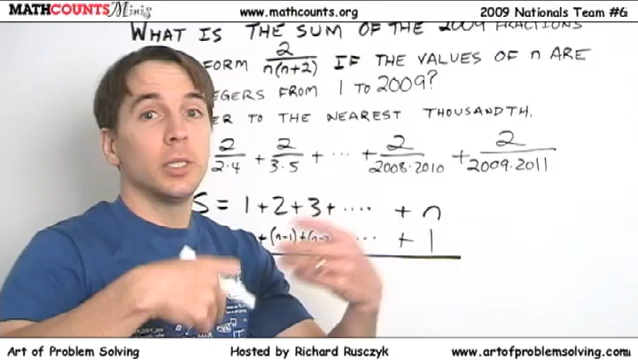 MATHCOUNTS Minis
www.mathcounts.org
2009 Nationals Team #6
WHAT IS THE SUM OF THE 2009 FRACTIONS
FORM 2/n(n+2) IF THE VALUES OF n ARE
EGERS FROM 1 TO 2009?
ER TO THE NEAREST THOUSANDTH.
2/2·4 + 2/3·5 + ... + 2/2008·2010 + 2/2009·2011
S = 1+2+3+.... + n
+(n-1)+ .... + 1
Art of Problem Solving
Hosted by Richard Rusczyk
www.artofproblemsolving.com